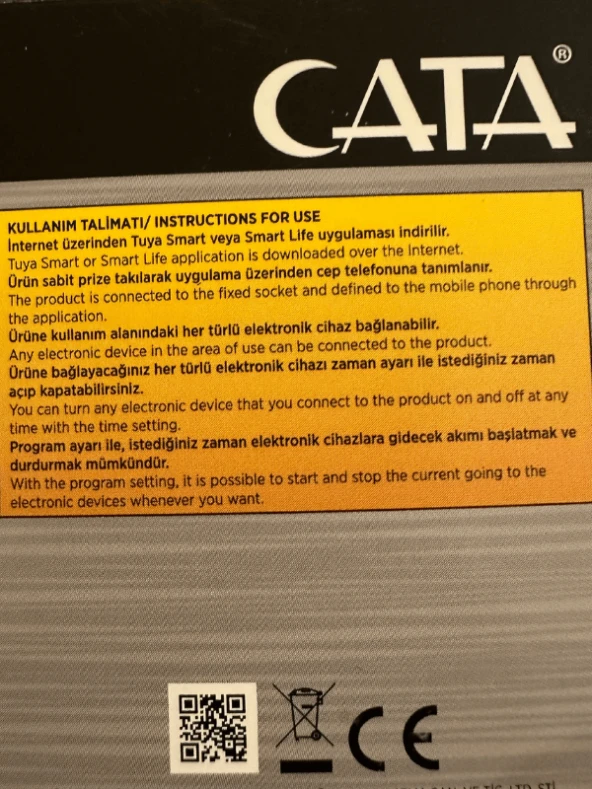 CATA®
KULLANIM TALİMATI/ INSTRUCTIONS FOR USE
İnternet üzerinden Tuya Smart veya Smart Life uygulaması indirilir.
Tuya Smart or Smart Life application is downloaded over the Internet.
Ürün sabit prize takılarak uygulama üzerinden cep telefonuna tanımlanır.
The product is connected to the fixed socket and defined to the mobile phone through
the application.
Ürüne kullanım alanındaki her türlü elektronik cihaz bağlanabilir.
Any electronic device in the area of use can be connected to the product.
Ürüne bağlayacağınız her türlü elektronik cihazı zaman ayarı ile istediğiniz zaman
açıp kapatabilirsiniz.
You can turn any electronic device that you connect to the product on and off at any
time with the time setting.
Program ayarı ile, istediğiniz zaman elektronik cihazlara gidecek akımı başlatmak ve
durdurmak mümkündür.
With the program setting, it is possible to start and stop the current going to the
electronic devices whenever you want.
CE